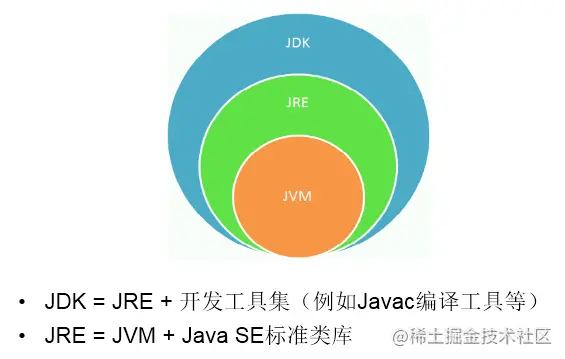 JDK
JRE
JVM
• JDK = JRE + 开发工具集（例如Javac编译工具等）
• JRE = JVM + Java SE标准类库
@稀土掘金技术社区